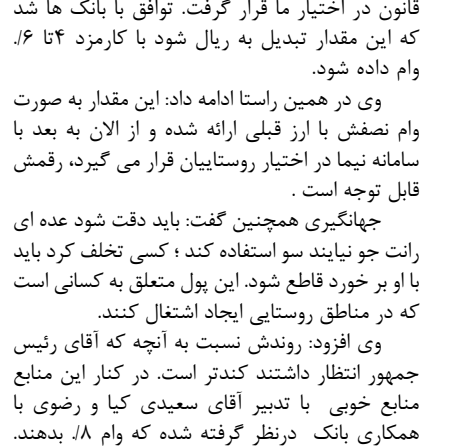 قانون در اختیار ما قرار گرفت. توافق با بانک ها شد
که این مقدار تبدیل به ریال شود با کارمزد ۴تا ۶/.
وام داده شود.
وی در همین راستا ادامه داد: این مقدار به صورت
وام نصفش با ارز قبلی ارائه شده و از الان به بعد با
سامانه نیما در اختیار روستاییان قرار می گیرد، رقمش
قابل توجه است .
جهانگیری همچنین گفت: باید دقت شود عده ای
رانت جو نیایند سو استفاده کند ؛ کسی تخلف کرد باید
با او بر خورد قاطع شود. این پول متعلق به کسانی است
که در مناطق روستایی ایجاد اشتغال کنند.
وی افزود: روندش نسبت به آنچه که آقای رئیس
جمهور انتظار داشتند کندتر است. در کنار این منابع
منابع خوبی با تدبیر آقای سعیدی کیا و رضوی با
همکاری بانک درنظر گرفته شده که وام ۸/. بدهند.